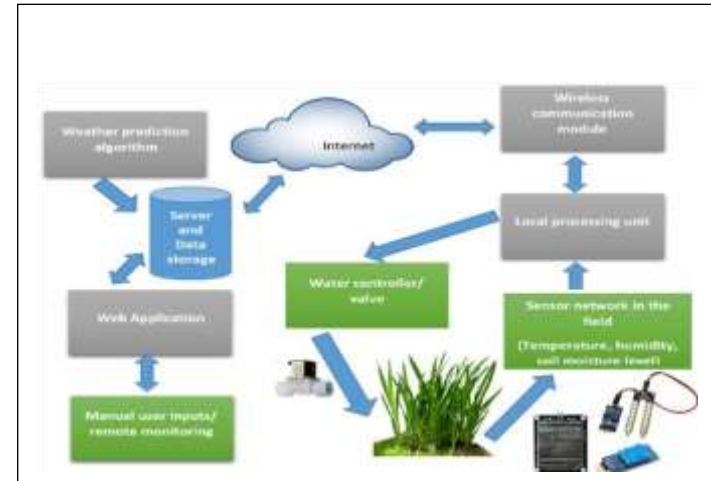 Weather prediction
algorithm
Internet
Wireless
communication
module
Server
and
Data
storage
Local processing unit
Water controller/
valve
Web Application
Sensor network in the
field
(Temperature, humidity,
soil moisture level)
Manual user inputs/
remote monitoring